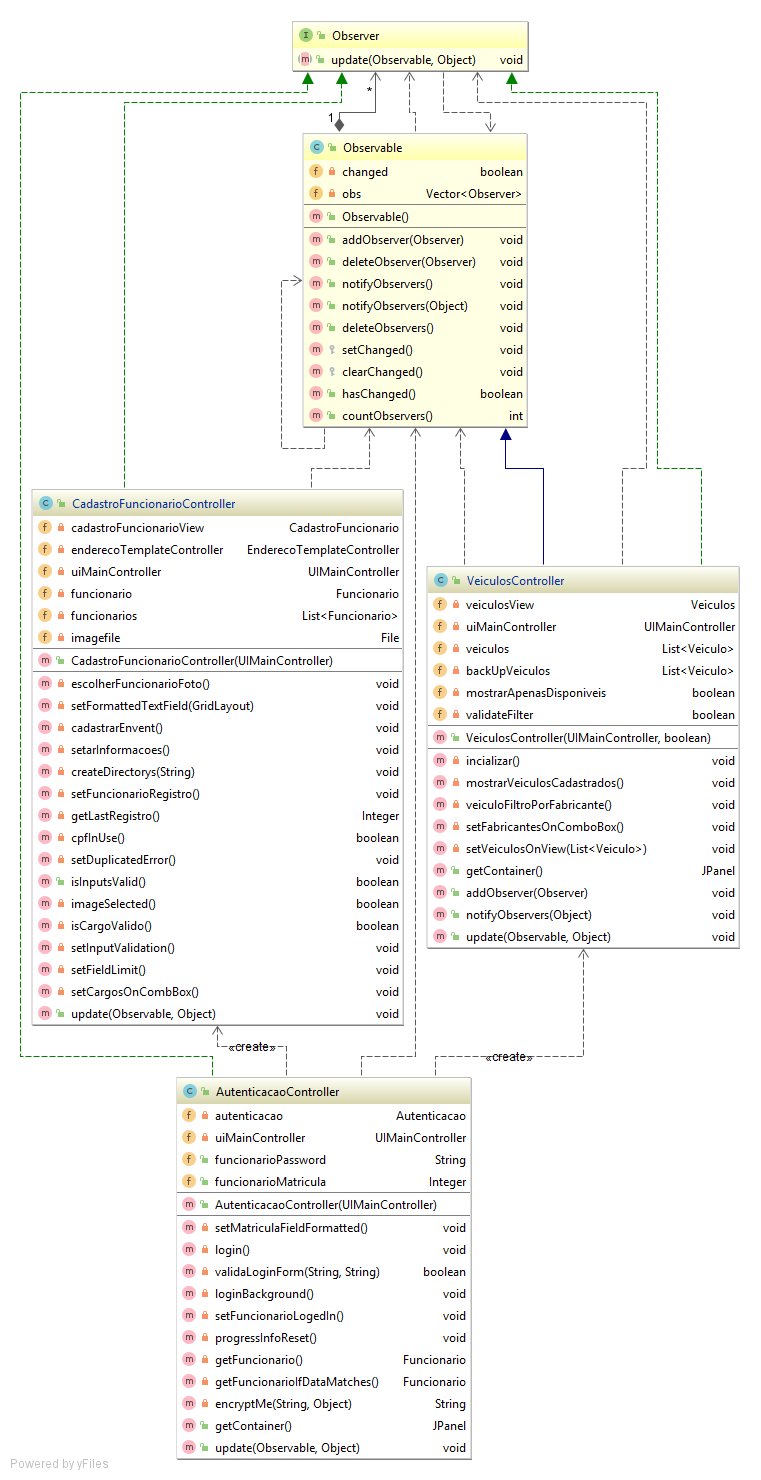 Observer
update(Observable, Object) void
*
1
Observable
changed boolean
obs Vector<Observer>
Observable()
addObserver(Observer) void
deleteObserver(Observer) void
notifyObservers() void
notifyObservers(Object) void
deleteObservers() void
setChanged() void
clearChanged() void
hasChanged() boolean
countObservers() int
CadastroFuncionarioController
cadastroFuncionarioView CadastroFuncionario
enderecoTemplateController EnderecoTemplateController
uiMainController UIMainController
funcionario Funcionario
funcionarios List<Funcionario>
imagefile File
CadastroFuncionarioController(UIMainController)
escolherFuncionarioFoto() void
setFormattedTextField(GridLayout) void
cadastrarEnvent() void
setarInformacoes() void
createDirectorys(String) void
setFuncionarioRegistro() void
getLastRegistro() Integer
cpfInUse() boolean
setDuplicatedError() void
isInputsValid() boolean
imageSelected() boolean
isCargoValido() boolean
setInputValidation() void
setFieldLimit() void
setCargosOnCombBox() void
update(Observable, Object) void
VeiculosController
veiculosView Veiculos
uiMainController UIMainController
veiculos List<Veiculo>
backUpVeiculos List<Veiculo>
mostrarApenasDisponiveis boolean
validateFilter boolean
VeiculosController(UIMainController, boolean)
incializar() void
mostrarVeiculosCadastrados() void
veiculoFiltroPorFabricante() void
setFabricantesOnComboBox() void
setVeiculosOnView(List<Veiculo>) void
getContainer() JPanel
addObserver(Observer) void
notifyObservers(Object) void
update(Observable, Object) void
«create»
«create»
AutenticacaoController
autenticacao Autenticacao
uiMainController UIMainController
funcionarioPassword String
funcionarioMatricula Integer
AutenticacaoController(UIMainController)
setMatriculaFieldFormatted() void
login() void
validaLoginForm(String, String) boolean
loginBackground() void
setFuncionarioLogedIn() void
progressInfoReset() void
getFuncionario() Funcionario
getFuncionarioIfDataMatches() Funcionario
encryptMe(String, Object) String
getContainer() JPanel
update(Observable, Object) void
Powered by yFiles